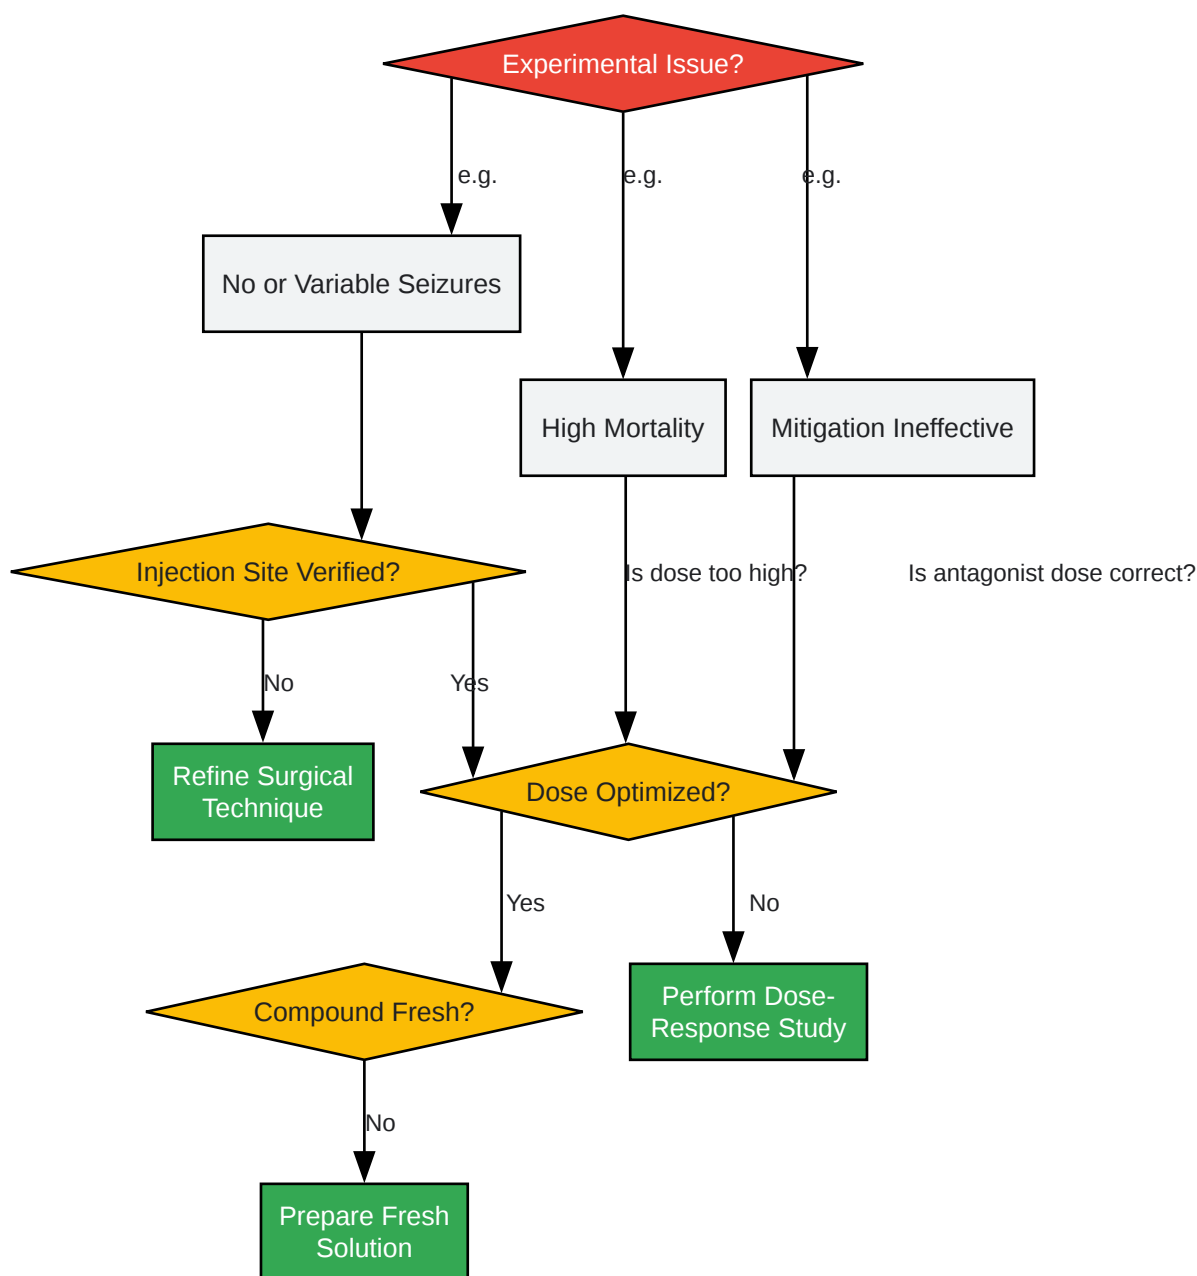 Experimental Issue?
e.g.
e.g.
e.g.
No or Variable Seizures
High Mortality
Mitigation Ineffective
Injection Site Verified?
Is dose too high?
Is antagonist dose correct?
No
Yes
Refine Surgical
Technique
Dose Optimized?
Yes
No
Compound Fresh?
Perform Dose-
Response Study
No
Prepare Fresh
Solution